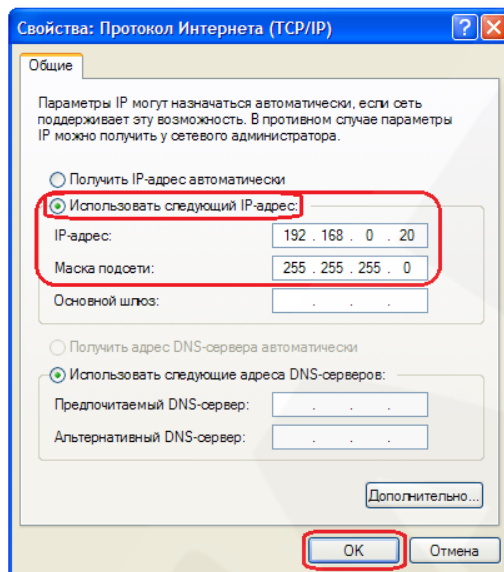 Свойства: Протокол Интернета (TCP/IP)
Общие
Параметры IP могут назначаться автоматически, если сеть
поддерживает эту возможность. В противном случае параметры
IP можно получить у сетевого администратора.
Получить IP-адрес автоматически
Использовать следующий IP-адрес:
IP-адрес: 192 . 168 . 0 . 20
Маска подсети: 255 . 255 . 255 . 0
Основной шлюз: . . .
Получить адрес DNS-сервера автоматически
Использовать следующие адреса DNS-серверов:
Предпочитаемый DNS-сервер: . . .
Альтернативный DNS-сервер: . . .
Дополнительно...
OK Отмена